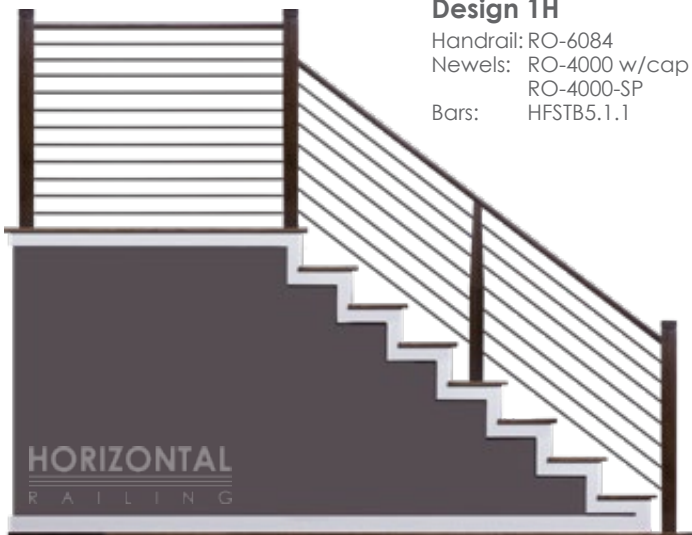 Design 1H
Handrail: RO-6084
Newels: RO-4000 w/cap
RO-4000-SP
Bars: HFSTB5.1.1
HORIZONTAL
RAILING